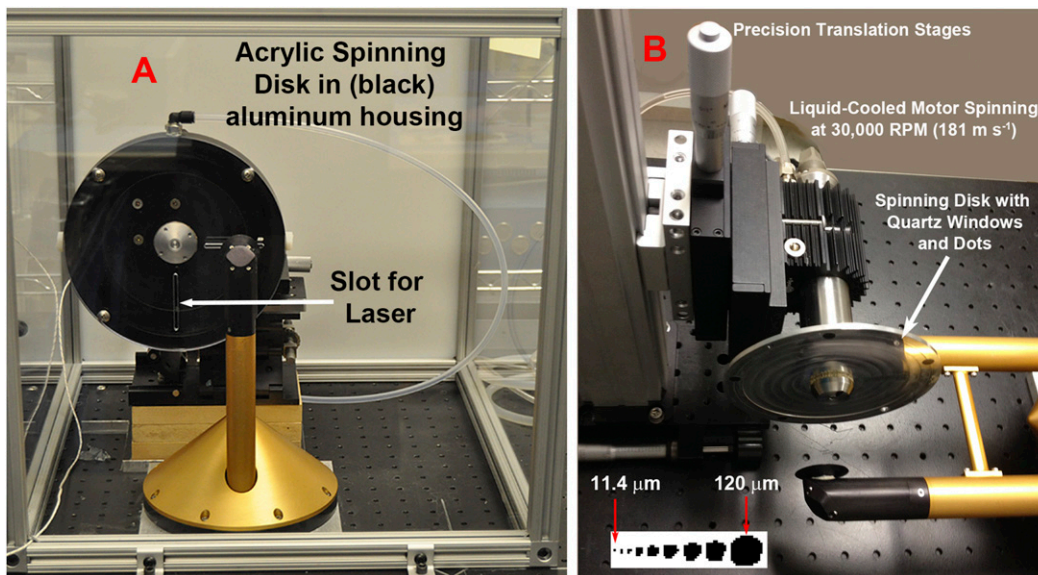 A
Acrylic Spinning
Disk in (black)
aluminum housing
Slot for
Laser
B
Precision Translation Stages
Liquid-Cooled Motor Spinning
at 30,000 RPM (181 m s⁻¹)
Spinning Disk with
Quartz Windows
and Dots
11.4 μm
120 μm